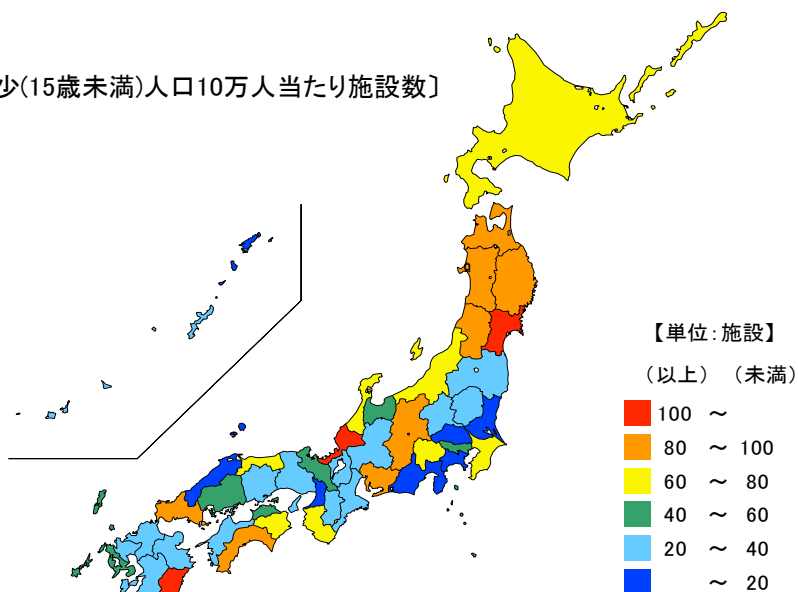 少(15歳未満)人口10万人当たり施設数〕
【単位:施設】
(以上) (未満)
100 ～
80 ～ 100
60 ～ 80
40 ～ 60
20 ～ 40
～ 20